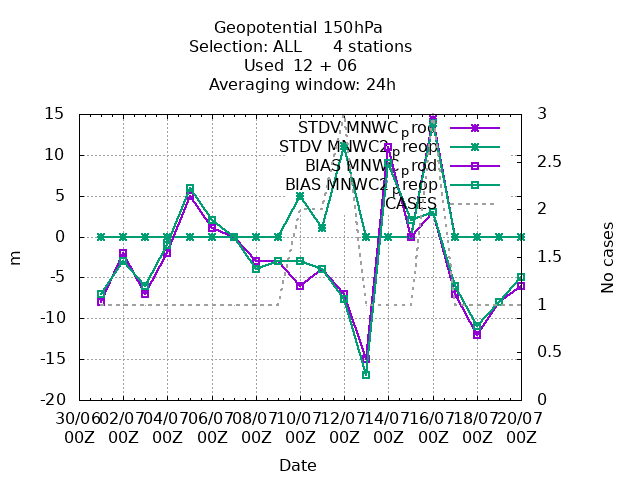 Geopotential 150hPa
Selection: ALL 4 stations
Used 12 + 06
Averaging window: 24h
STDV MNWC_prod
STDV MNWC2_preop
BIAS MNWC_prod
BIAS MNWC2_preop
CASES
15
10
5
0
-5
-10
-15
-20
m
3
2.5
2
1.5
1
0.5
0
No cases
30/06 02/07 04/07 06/07 08/07 10/07 12/07 14/07 16/07 18/07 20/07
00Z 00Z 00Z 00Z 00Z 00Z 00Z 00Z 00Z 00Z 00Z
Date